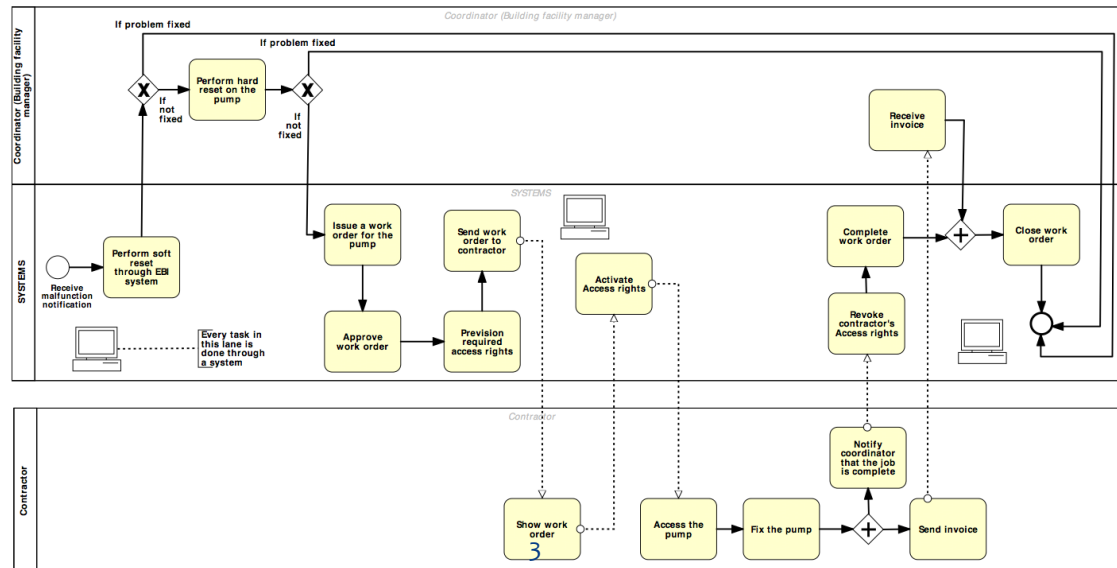 Coordinator (Building facility manager)
Coordinator (Building facility
manager)
If problem fixed
If problem fixed
X
Perform hard
reset on the
pump
X
If
not
fixed
If
not
fixed
Receive
invoice
SYSTEMS
SYSTEMS
Perform soft
reset
through EBI
system
Receive
malfunction
notification
Every task in
this lane is
done through
a system
Issue a work
order for the
pump
Send work
order to
contractor
Approve
work order
Prevision
required
access rights
Activate
Access rights
Complete
work order
Revoke
contractor's
Access rights
Close work
order
Contractor
Contractor
Show work
order
3
Access the
pump
Fix the pump
Notify
coordinator
that the job
is complete
Send invoice